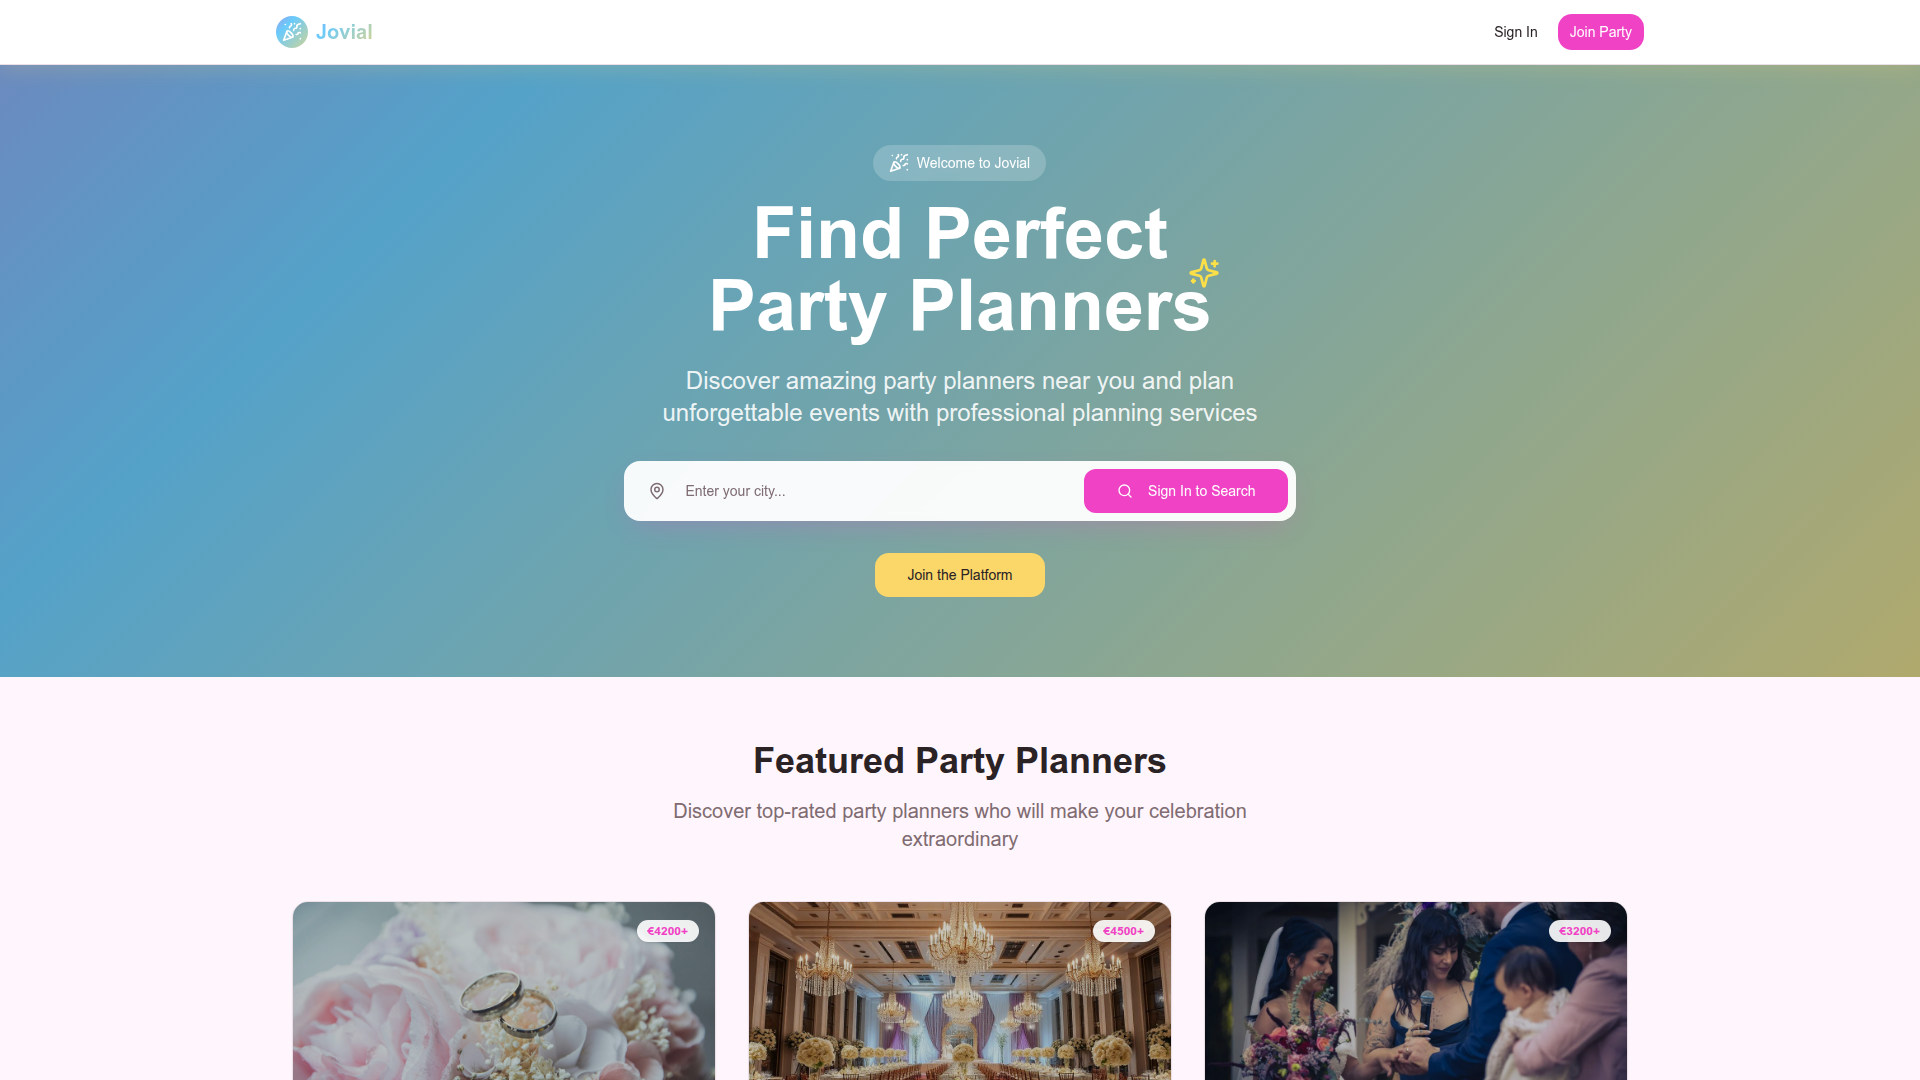 Jovial
Sign In
Join Party
Welcome to Jovial
Find Perfect
Party Planners
Discover amazing party planners near you and plan
unforgettable events with professional planning services
Enter your city...
Sign In to Search
Join the Platform
Featured Party Planners
Discover top-rated party planners who will make your celebration
extraordinary
€4200+
€4500+
€3200+